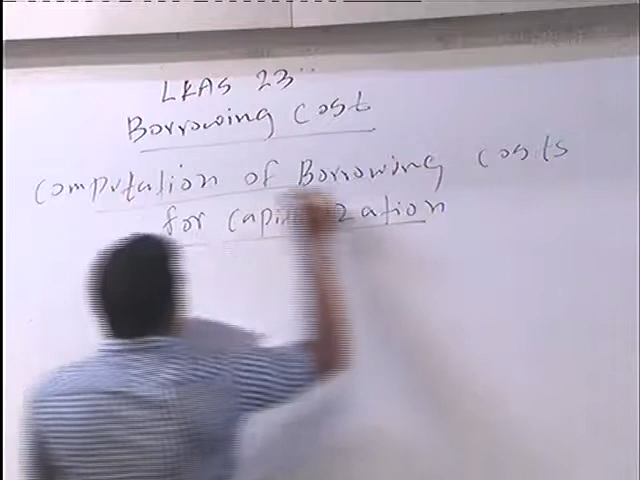 LKAS 23
Borrowing Cost
Computation of Borrowing Costs
for Capitalization